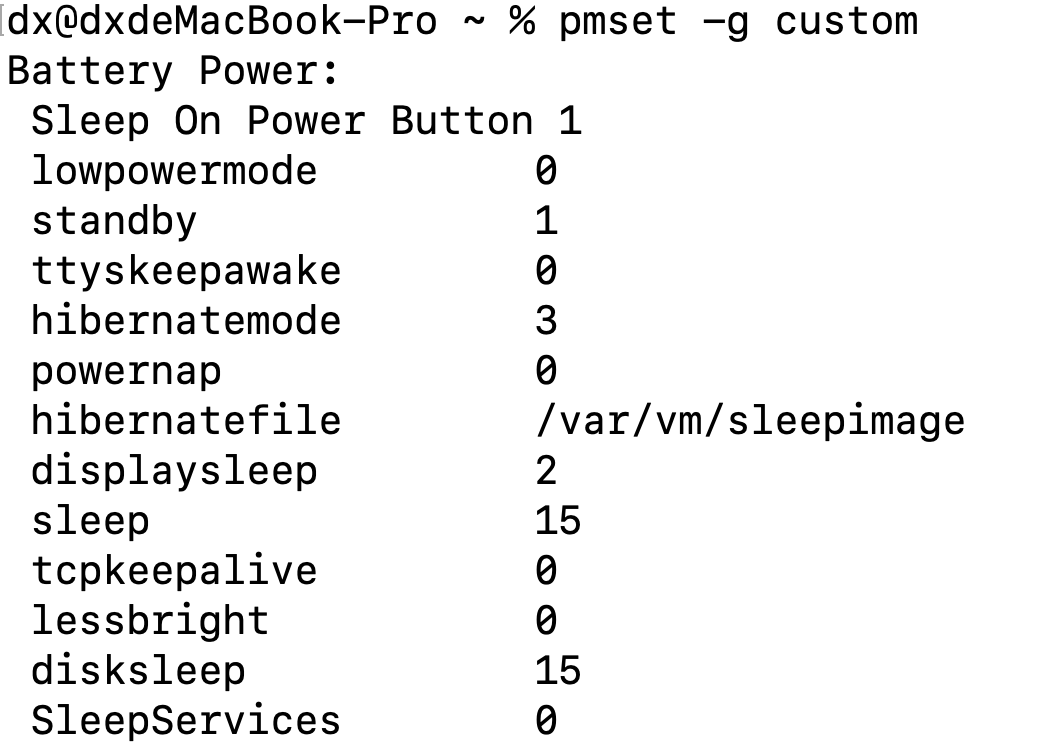 [dx@dxdeMacBook-Pro ~ % pmset -g custom
Battery Power:
Sleep On Power Button 1
lowpowermode 0
standby 1
ttyskeepawake 0
hibernatemode 3
powernap 0
hibernatefile /var/vm/sleepimage
displaysleep 2
sleep 15
tcpkeepalive 0
lessbright 0
disksleep 15
SleepServices 0